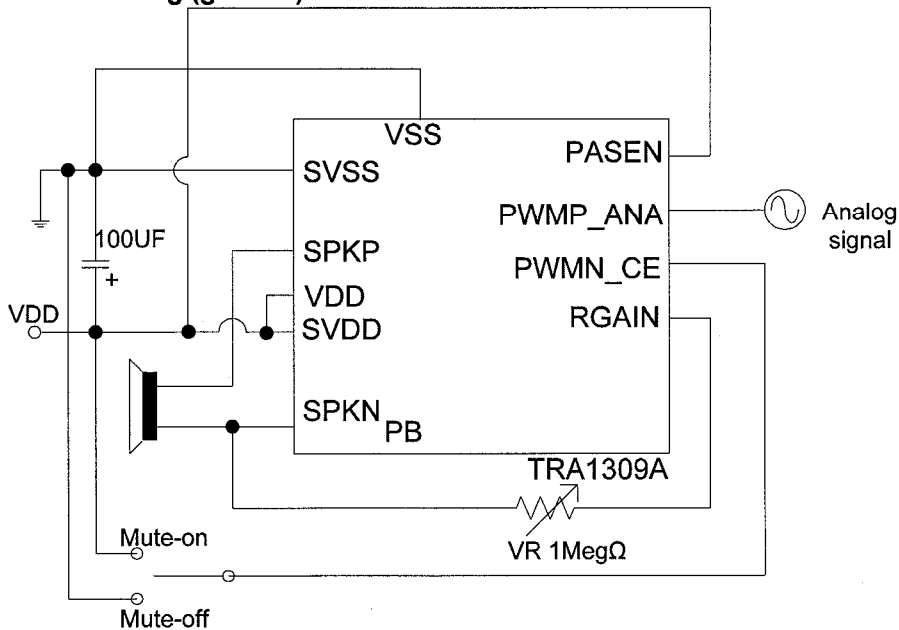 VSS
PASEN
SVSS
PWMP_ANA
Analog
signal
100UF
+
SPKP
PWMN_CE
VDD
VDD
RGAIN
SVDD
SPKN
PB
TRA1309A
VR 1MegΩ
Mute-on
Mute-off